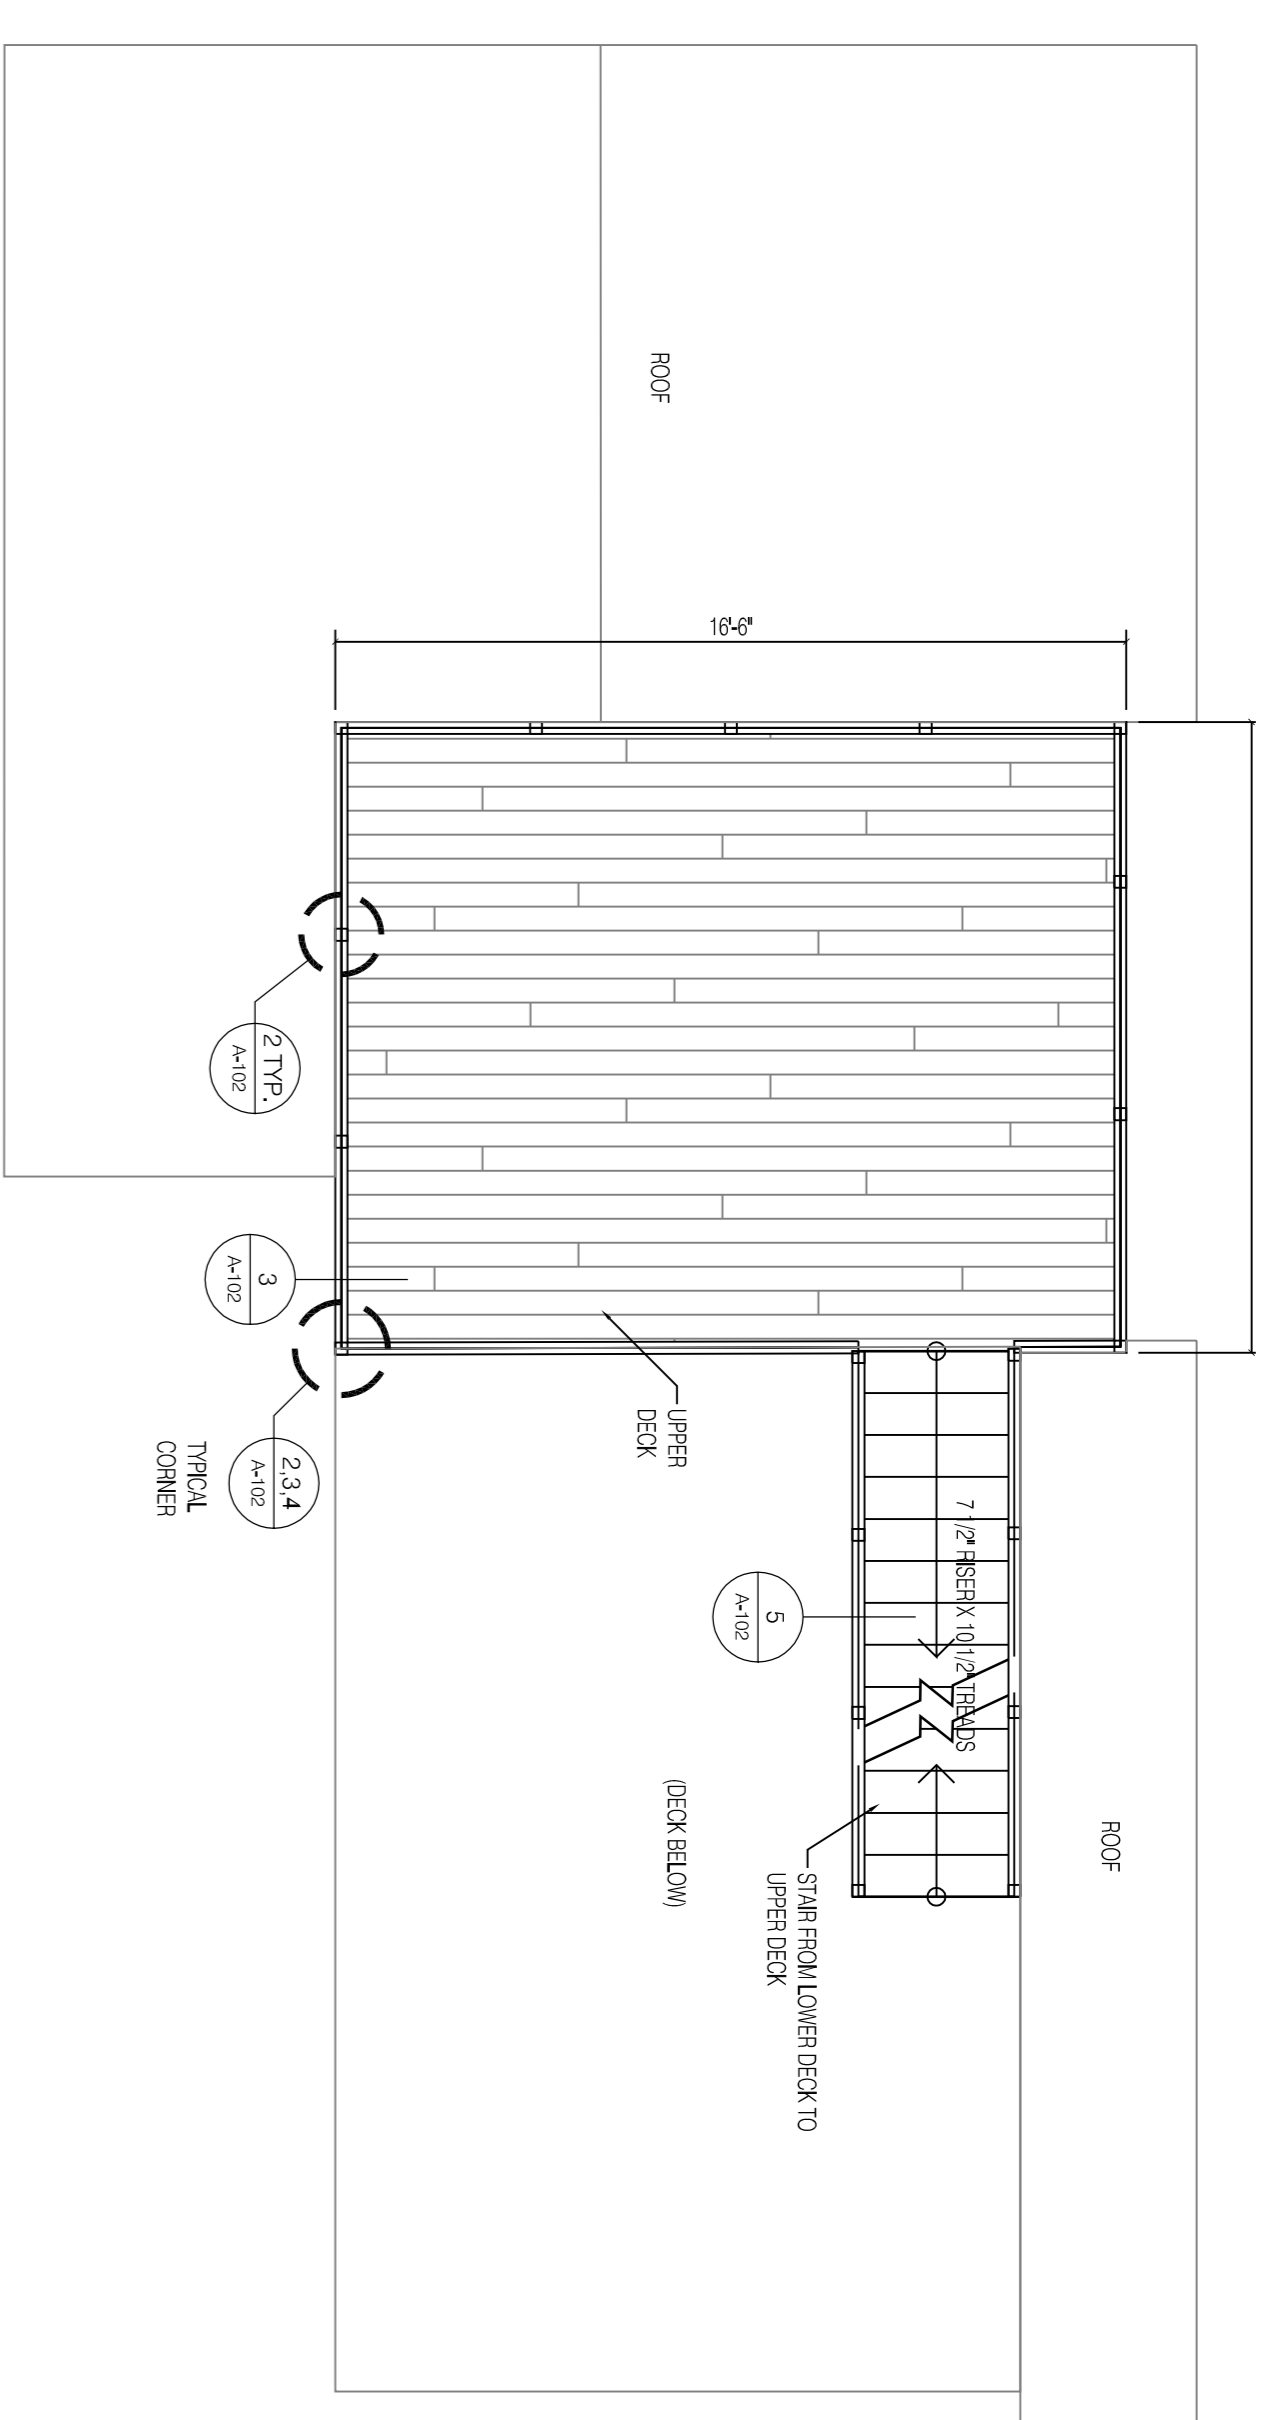 ROOF
16'-6"
2 TYP.
A-102
3
A-102
2,3,4
A-102
TYPICAL
CORNER
UPPER
DECK
7 1/2" RISER X 10 1/2" TREADS
5
A-102
(DECK BELOW)
STAIR FROM LOWER DECK TO
UPPER DECK
ROOF